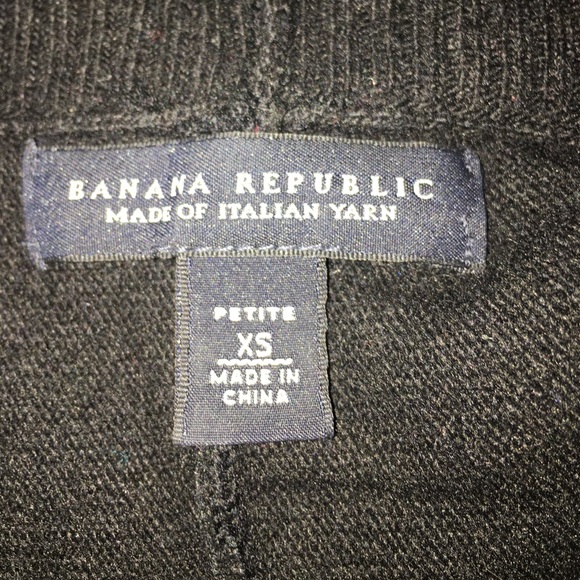 BANANA REPUBLIC
MADE OF ITALIAN YARN
PETITE
XS
MADE IN
CHINA